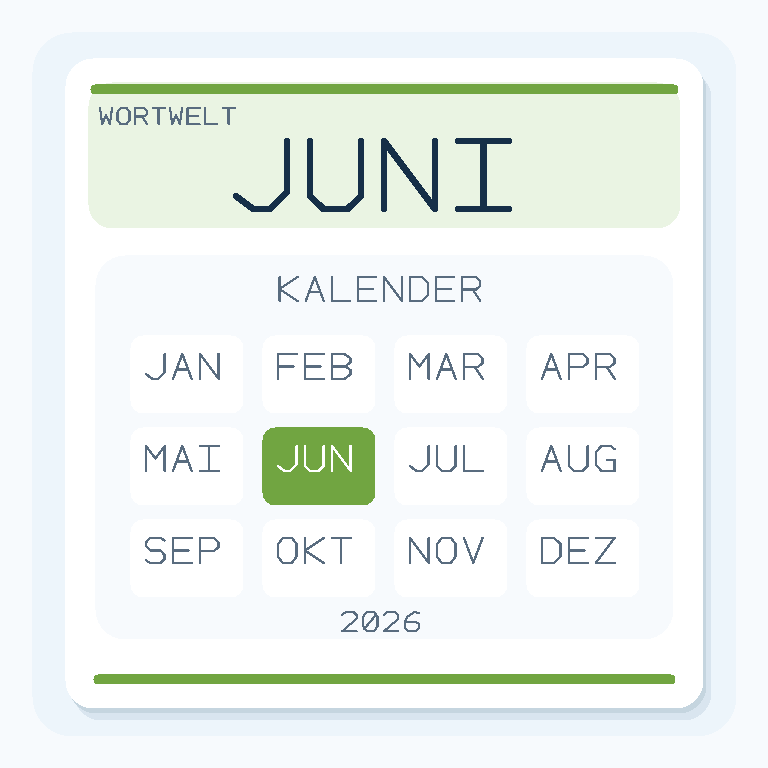 WORTWELT
JUNI
KALENDER
JAN FEB MAR APR
MAI JUN JUL AUG
SEP OKT NOV DEZ
2026